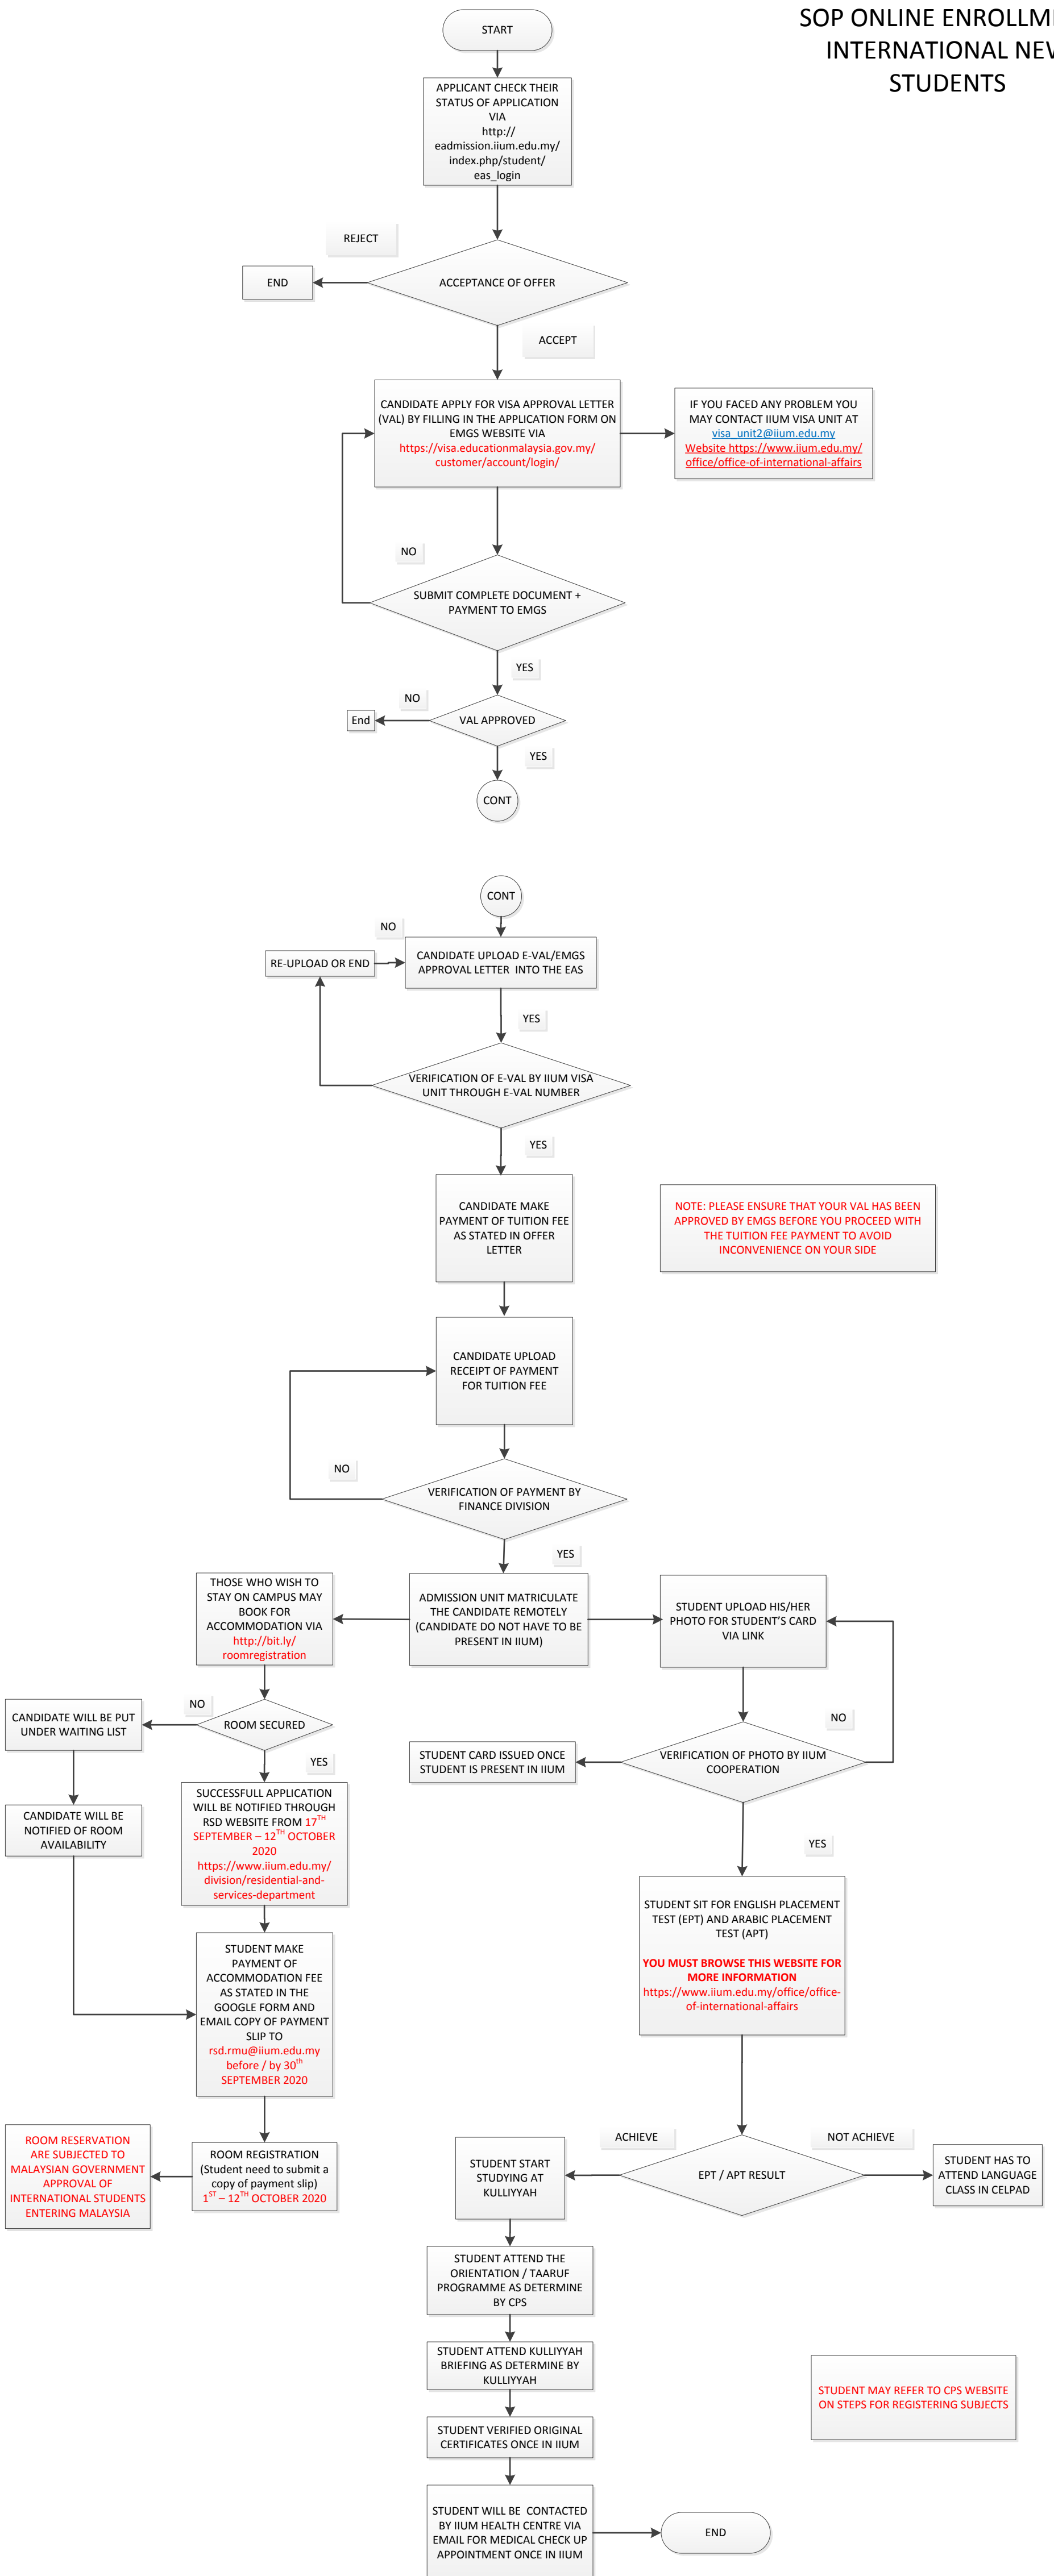 SOP ONLINE ENROLLM
INTERNATIONAL NEV
STUDENTS
START
APPLICANT CHECK THEIR
STATUS OF APPLICATION
VIA
http://
eadmission.iium.edu.my/
index.php/student/
eas_login
REJECT
END
ACCEPTANCE OF OFFER
ACCEPT
CANDIDATE APPLY FOR VISA APPROVAL LETTER
(VAL) BY FILLING IN THE APPLICATION FORM ON
EMGS WEBSITE VIA
https://visa.educationmalaysia.gov.my/
customer/account/login/
IF YOU FACED ANY PROBLEM YOU
MAY CONTACT IIUM VISA UNIT AT
visa_unit2@iium.edu.my
Website https://www.iium.edu.my/
office/office-of-international-affairs
NO
SUBMIT COMPLETE DOCUMENT +
PAYMENT TO EMGS
YES
NO
End
VAL APPROVED
YES
CONT
CONT
NO
RE-UPLOAD OR END
CANDIDATE UPLOAD E-VAL/EMGS
APPROVAL LETTER  INTO THE EAS
YES
VERIFICATION OF E-VAL BY IIUM VISA
UNIT THROUGH E-VAL NUMBER
YES
CANDIDATE MAKE
PAYMENT OF TUITION FEE
AS STATED IN OFFER
LETTER
NOTE: PLEASE ENSURE THAT YOUR VAL HAS BEEN
APPROVED BY EMGS BEFORE YOU PROCEED WITH
THE TUITION FEE PAYMENT TO AVOID
INCONVENIENCE ON YOUR SIDE
CANDIDATE UPLOAD
RECEIPT OF PAYMENT
FOR TUITION FEE
NO
VERIFICATION OF PAYMENT BY
FINANCE DIVISION
YES
THOSE WHO WISH TO
STAY ON CAMPUS MAY
BOOK FOR
ACCOMMODATION VIA
http://bit.ly/
roomregistration
ADMISSION UNIT MATRICULATE
THE CANDIDATE REMOTELY
(CANDIDATE DO NOT HAVE TO BE
PRESENT IN IIUM)
STUDENT UPLOAD HIS/HER
PHOTO FOR STUDENT'S CARD
VIA LINK
NO
CANDIDATE WILL BE PUT
UNDER WAITING LIST
ROOM SECURED
YES
NO
STUDENT CARD ISSUED ONCE
STUDENT IS PRESENT IN IIUM
VERIFICATION OF PHOTO BY IIUM
COOPERATION
YES
CANDIDATE WILL BE
NOTIFIED OF ROOM
AVAILABILITY
SUCCESSFULL APPLICATION
WILL BE NOTIFIED THROUGH
RSD WEBSITE FROM 17TH
SEPTEMBER – 12TH OCTOBER
2020
https://www.iium.edu.my/
division/residential-and-
services-department
STUDENT SIT FOR ENGLISH PLACEMENT
TEST (EPT) AND ARABIC PLACEMENT
TEST (APT)
YOU MUST BROWSE THIS WEBSITE FOR
MORE INFORMATION
https://www.iium.edu.my/office/office-
of-international-affairs
STUDENT MAKE
PAYMENT OF
ACCOMMODATION FEE
AS STATED IN THE
GOOGLE FORM AND
EMAIL COPY OF PAYMENT
SLIP TO
rsd.rmu@iium.edu.my
before / by 30th
SEPTEMBER 2020
ROOM RESERVATION
ARE SUBJECTED TO
MALAYSIAN GOVERNMENT
APPROVAL OF
INTERNATIONAL STUDENTS
ENTERING MALAYSIA
ROOM REGISTRATION
(Student need to submit a
copy of payment slip)
1ST – 12TH OCTOBER 2020
ACHIEVE
NOT ACHIEVE
STUDENT START
STUDYING AT
KULLIYYAH
EPT / APT RESULT
STUDENT HAS TO
ATTEND LANGUAGE
CLASS IN CELPAD
STUDENT ATTEND THE
ORIENTATION / TAARUF
PROGRAMME AS DETERMINE
BY CPS
STUDENT ATTEND KULLIYYAH
BRIEFING AS DETERMINE BY
KULLIYYAH
STUDENT MAY REFER TO CPS WEBSITE
ON STEPS FOR REGISTERING SUBJECTS
STUDENT VERIFIED ORIGINAL
CERTIFICATES ONCE IN IIUM
STUDENT WILL BE  CONTACTED
BY IIUM HEALTH CENTRE VIA
EMAIL FOR MEDICAL CHECK UP
APPOINTMENT ONCE IN IIUM
END